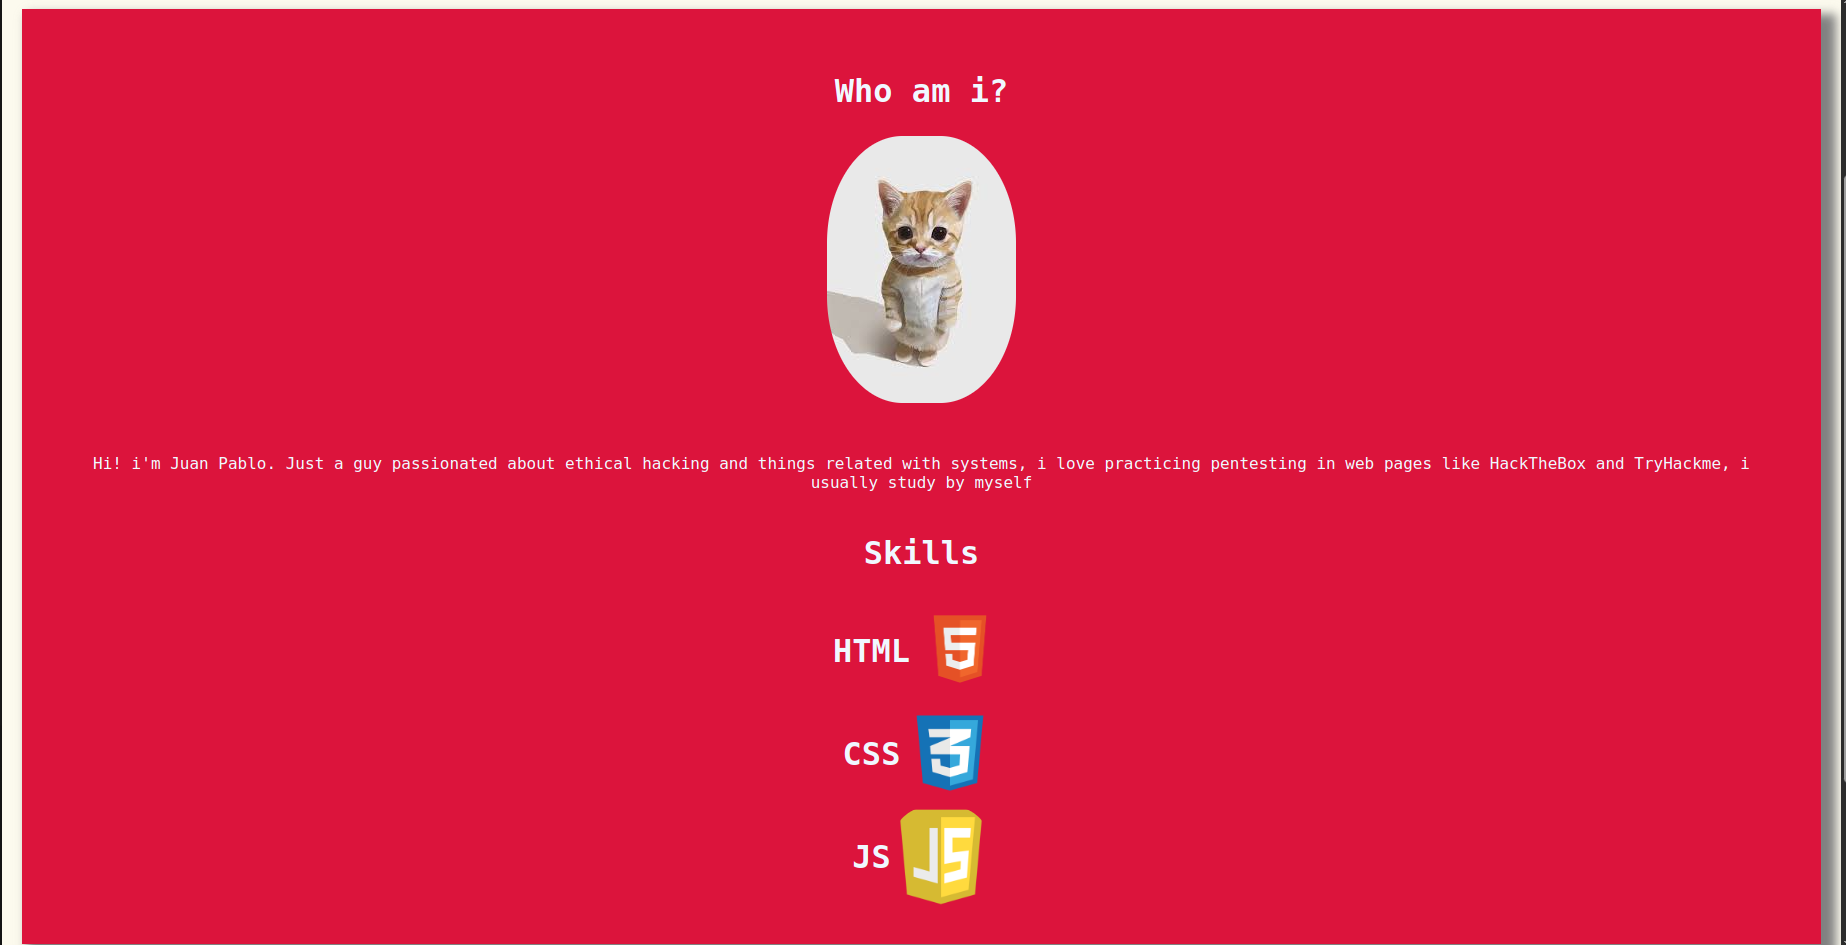 Who am i?
Hi! i'm Juan Pablo. Just a guy passionated about ethical hacking and things related with systems, i love practicing pentesting in web pages like HackTheBox and TryHackme, i
usually study by myself
Skills
HTML 5
CSS 3
JS JS